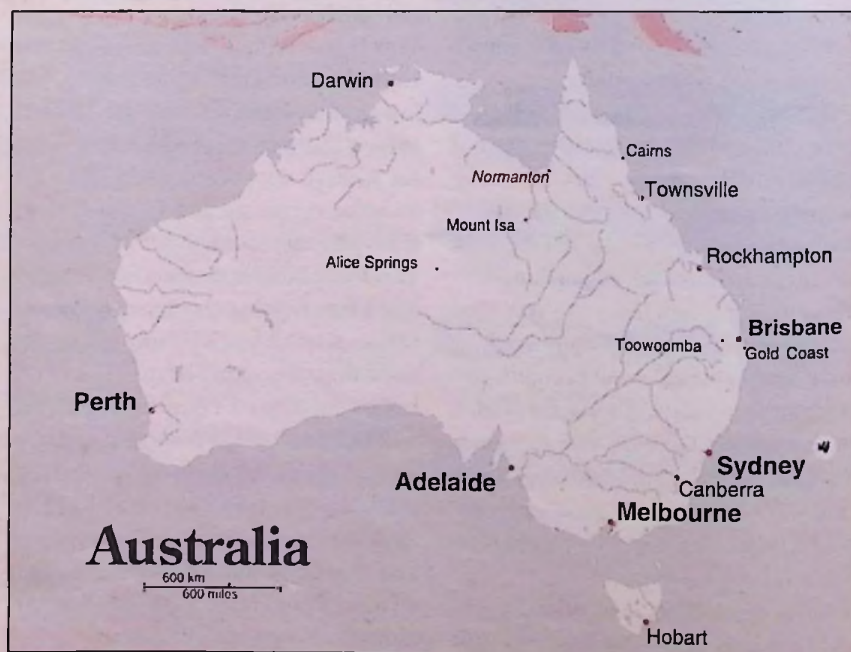 Darwin
Cairns
Normanton
Townsville
Mount Isa
Alice Springs
Rockhampton
Brisbane
Toowoomba
Gold Coast
Perth
Sydney
Adelaide
Canberra
Melbourne
Australia
600 km
600 miles
Hobart